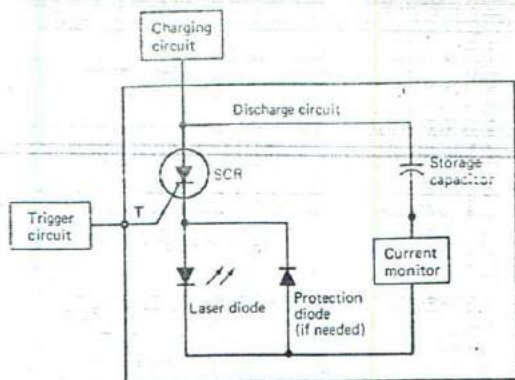 Charging
circuit
Discharge circuit
SCR
Storage
capacitor
Trigger
circuit
T
Current
monitor
Laser diode
Protection
diode
(if needed)